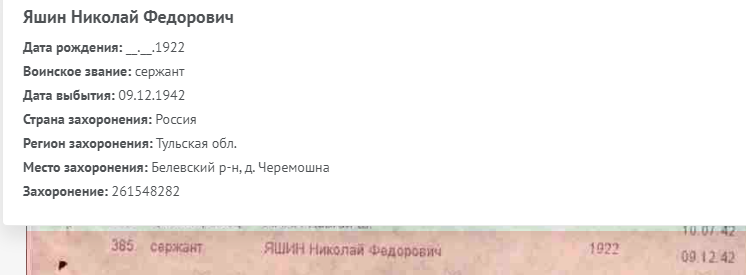 Яшин Николай Федорович
Дата рождения: __.__.1922
Воинское звание: сержант
Дата выбытия: 09.12.1942
Страна захоронения: Россия
Регион захоронения: Тульская обл.
Место захоронения: Белевский р-н, д. Черемошна
Захоронение: 261548282
10.07.42
385 сержант ЯШИН Николай Федорович 1922
09.12.42